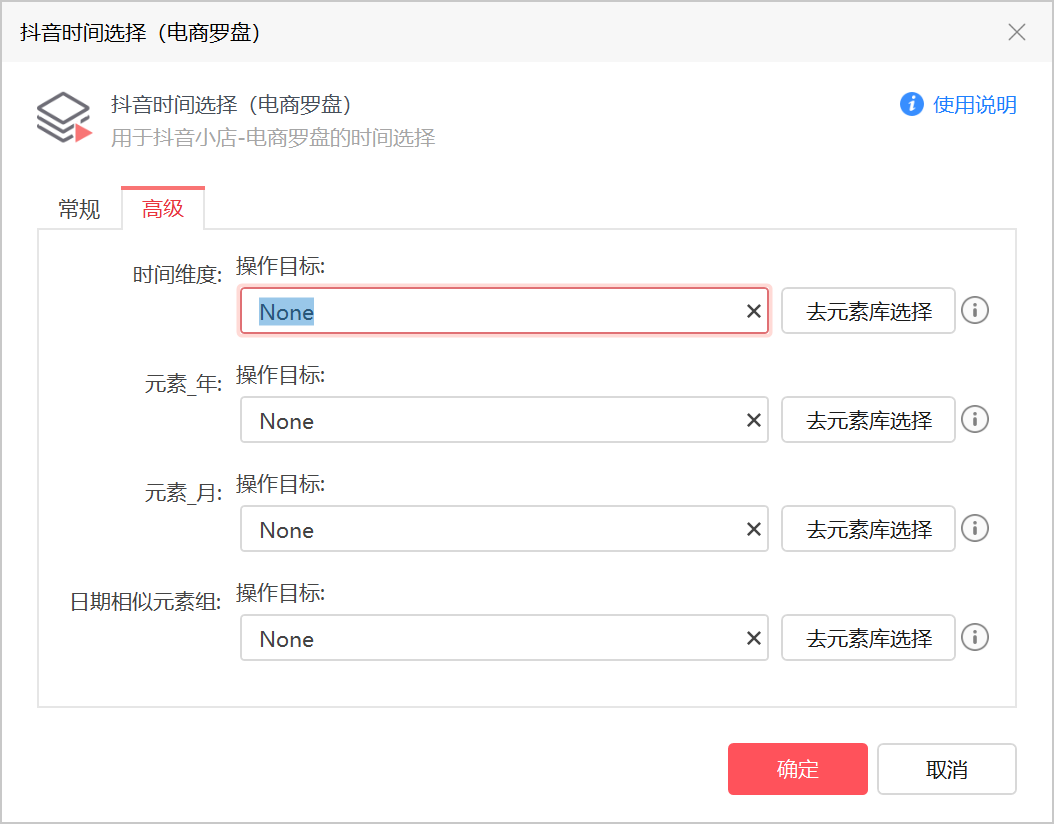 抖音时间选择（电商罗盘）
抖音时间选择（电商罗盘）
使用说明
用于抖音小店-电商罗盘的时间选择
常规
高级
时间维度:
操作目标:
None
去元素库选择
元素_年:
操作目标:
None
去元素库选择
元素_月:
操作目标:
None
去元素库选择
日期相似元素组:
操作目标:
None
去元素库选择
确定
取消